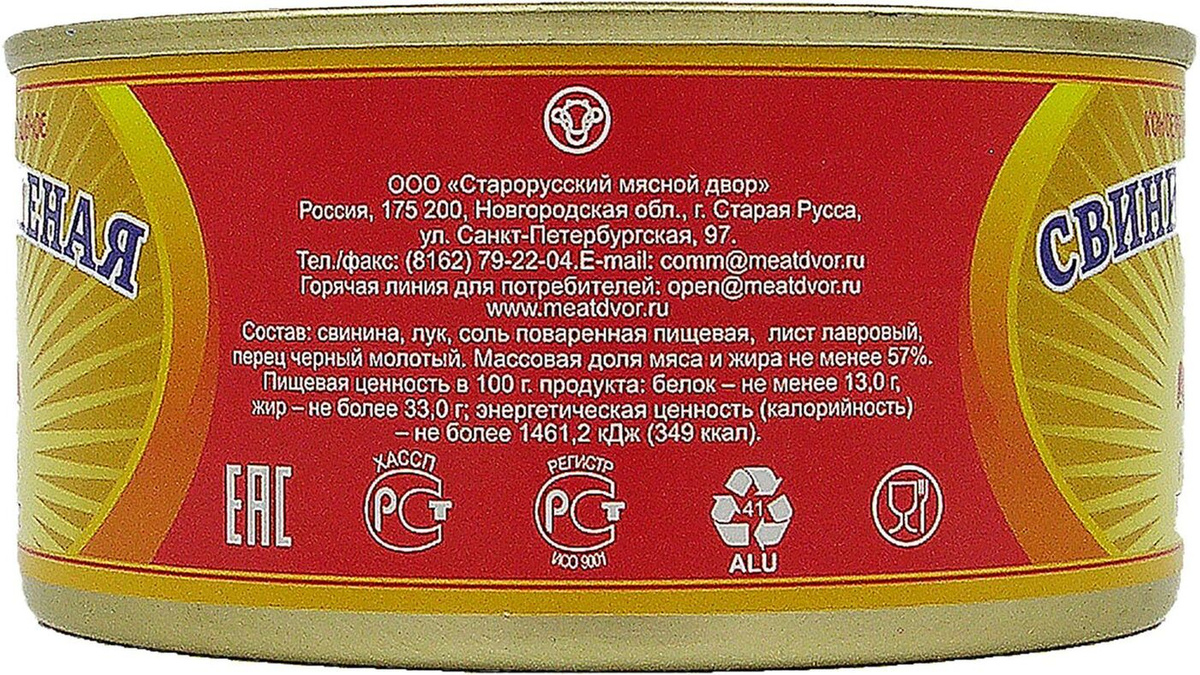 ООО «Старорусский мясной двор»
Россия, 175 200, Новгородская обл., г. Старая Русса,
ул. Санкт-Петербургская, 97.
Тел./факс: (8162) 79-22-04.E-mail: comm@meatdvor.ru
Горячая линия для потребителей: open@meatdvor.ru
www.meatdvor.ru
Состав: свинина, лук, соль поваренная пищевая, лист лавровый,
перец черный молотый. Массовая доля мяса и жира не менее 57%.
Пищевая ценность в 100 г. продукта: белок – не менее 13,0 г,
жир – не более 33,0 г; энергетическая ценность (калорийность)
– не более 1461,2 кДж (349 ккал).
ЕАС
ХАССП
РСТ
РЕГИСТР
РСТ
ИСО 9001
41
ALU
ЕНАЯ
СВИНИ